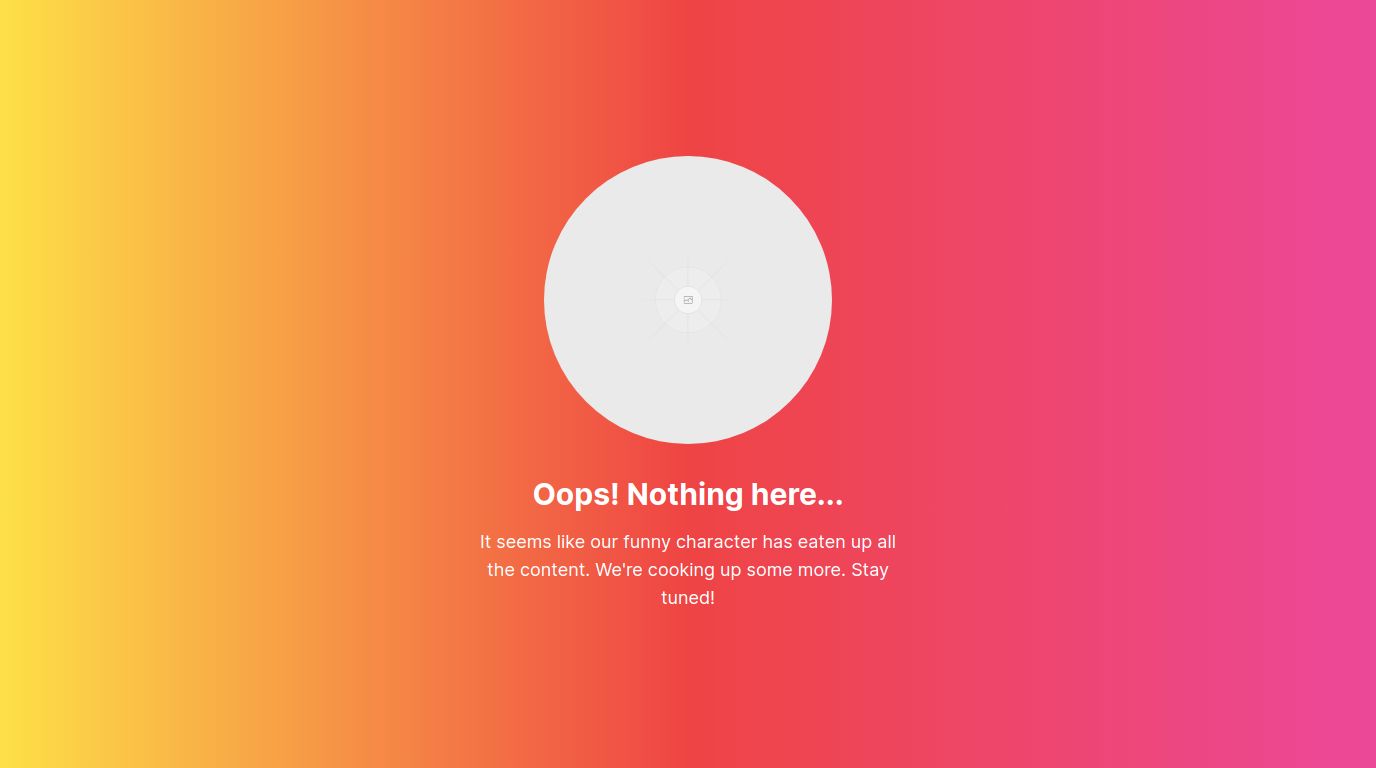 Oops! Nothing here...
It seems like our funny character has eaten up all
the content. We're cooking up some more. Stay
tuned!